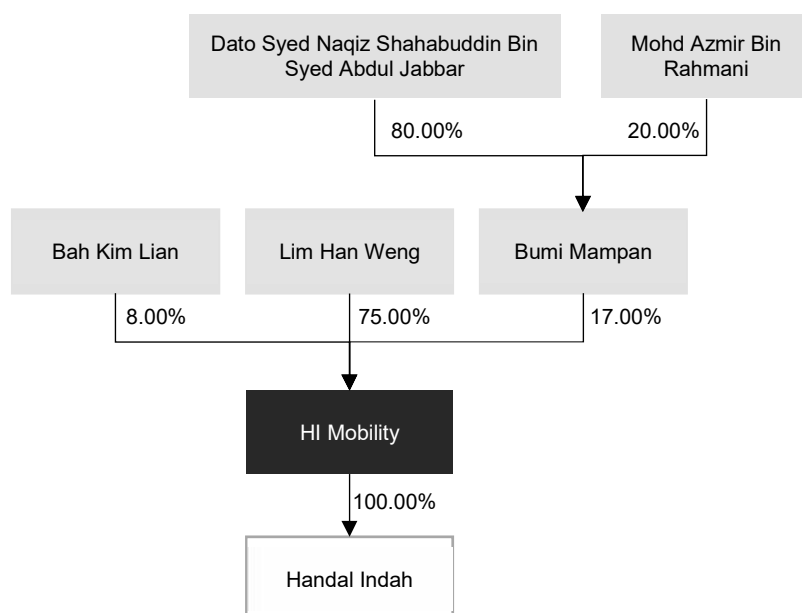 Dato Syed Naqiz Shahabuddin Bin
Syed Abdul Jabbar
Mohd Azmir Bin
Rahmani
80.00%
20.00%
Bah Kim Lian
Lim Han Weng
Bumi Mampan
8.00%
75.00%
17.00%
HI Mobility
100.00%
Handal Indah